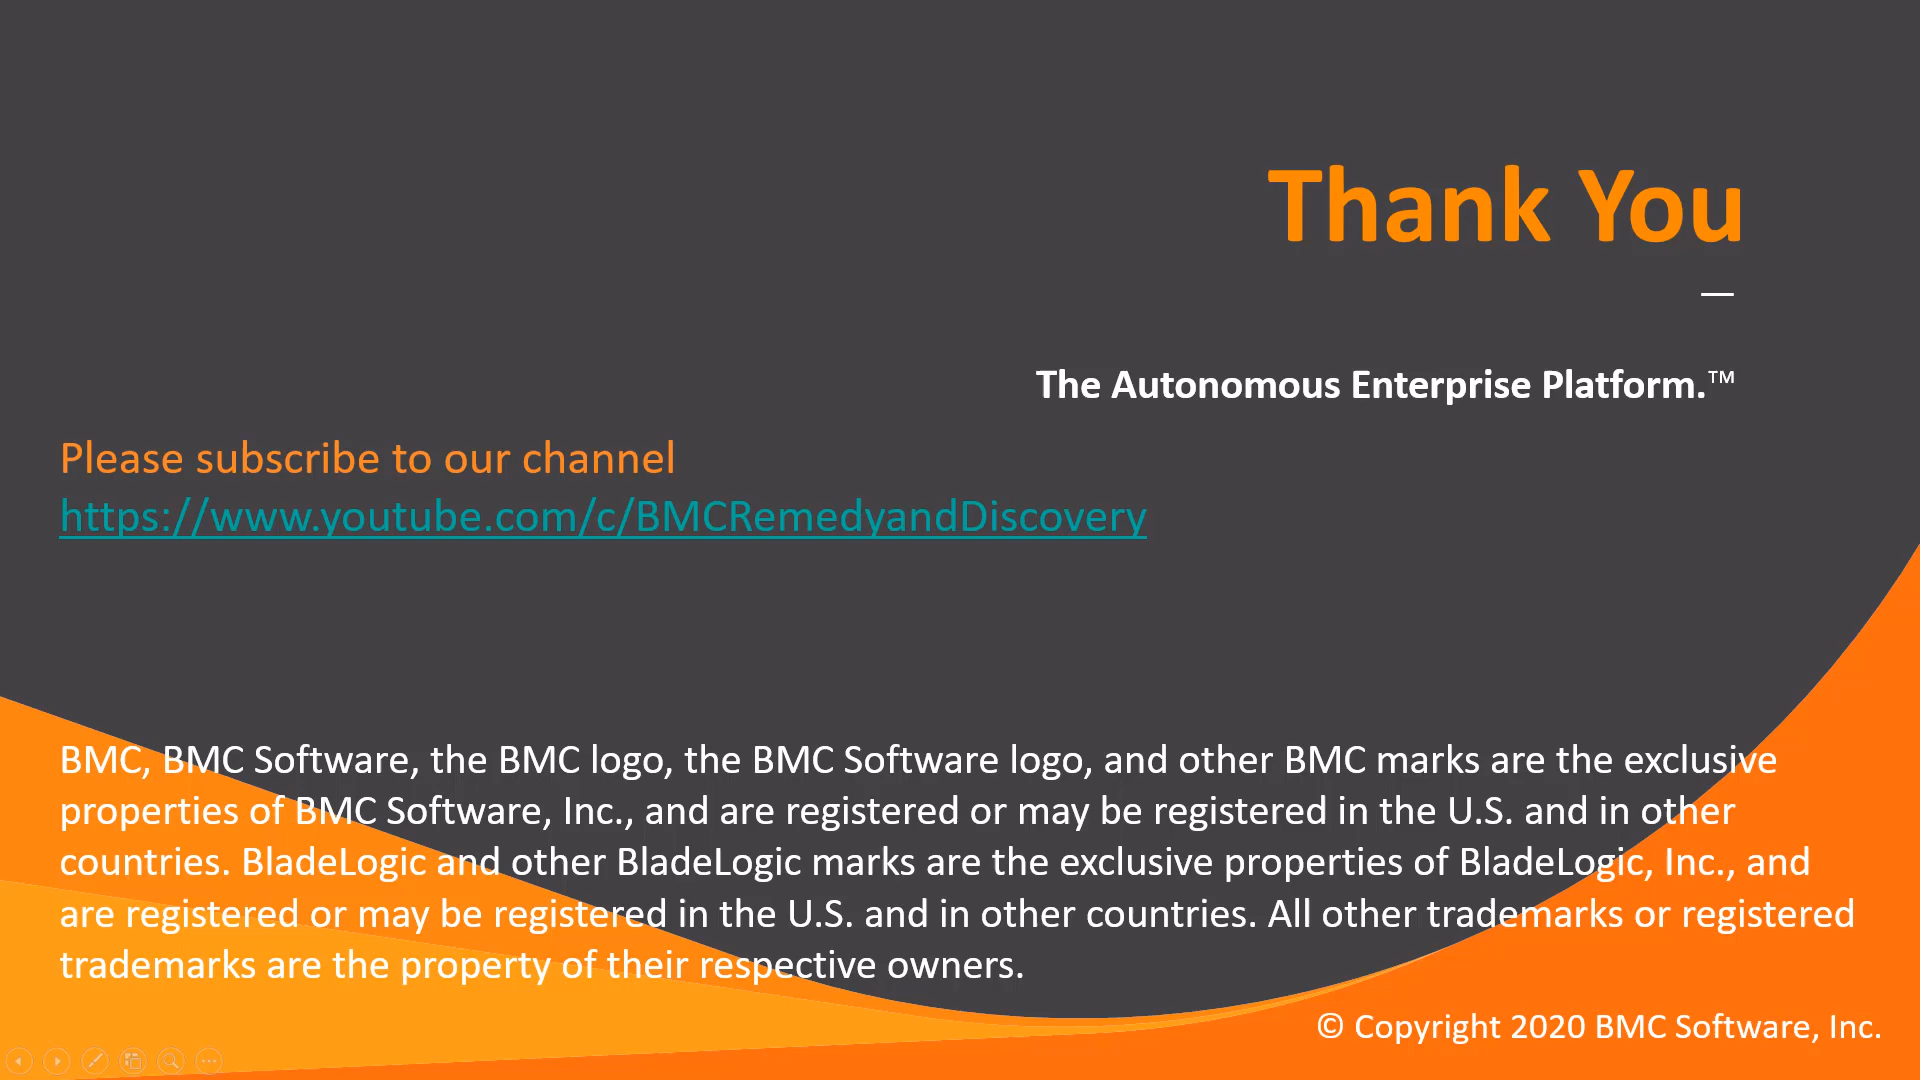 Thank You
The Autonomous Enterprise Platform.™
Please subscribe to our channel
https://www.youtube.com/c/BMCRemedyandDiscovery
BMC, BMC Software, the BMC logo, the BMC Software logo, and other BMC marks are the exclusive
properties of BMC Software, Inc., and are registered or may be registered in the U.S. and in other
countries. BladeLogic and other BladeLogic marks are the exclusive properties of BladeLogic, Inc., and
are registered or may be registered in the U.S. and in other countries. All other trademarks or registered
trademarks are the property of their respective owners.
© Copyright 2020 BMC Software, Inc.